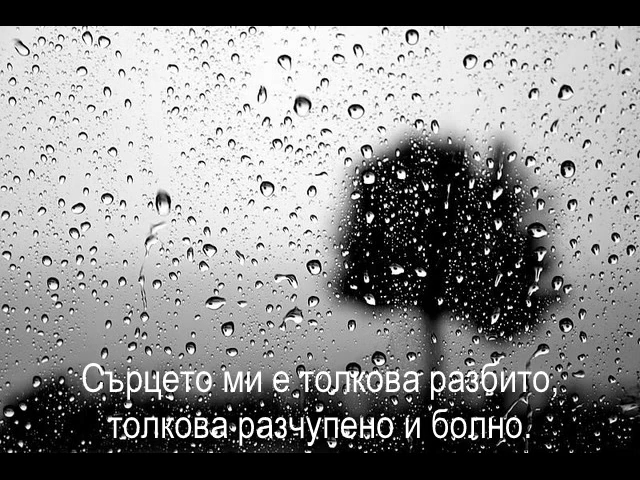 Сърцето ми е толкова разбито,
толкова разчупено и болно.